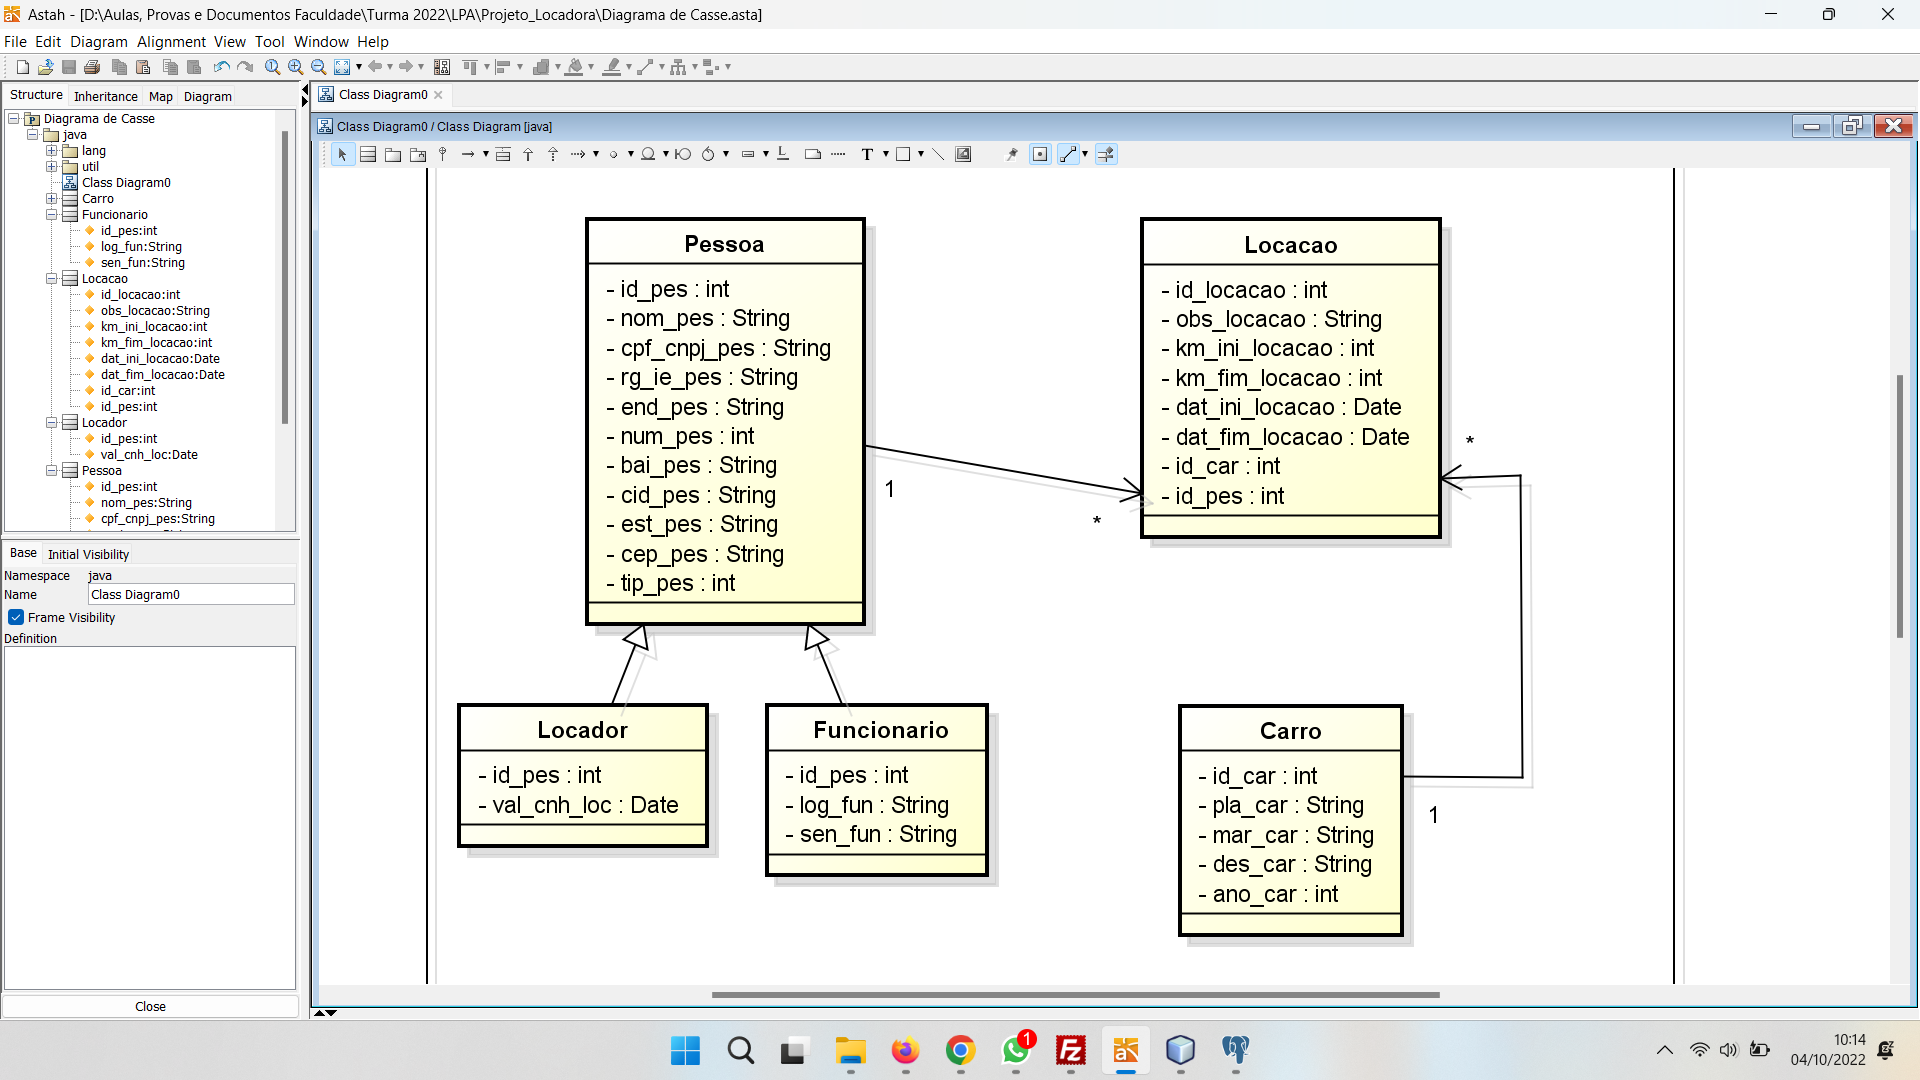 Astah - [D:\Aulas, Provas e Documentos Faculdade\Turma 2022\LPA\Projeto_Locadora\Diagrama de Casse.asta]
File Edit Diagram Alignment View Tool Window Help
Structure Inheritance Map Diagram
Diagrama de Casse
java
lang
util
Class Diagram0
Carro
Funcionario
id_pes:int
log_fun:String
sen_fun:String
Locacao
id_locacao:int
obs_locacao:String
km_ini_locacao:int
km_fim_locacao:int
dat_ini_locacao:Date
dat_fim_locacao:Date
id_car:int
id_pes:int
Locador
id_pes:int
val_cnh_loc:Date
Pessoa
id_pes:int
nom_pes:String
cpf_cnpj_pes:String
Base Initial Visibility
Namespace java
Name Class Diagram0
Frame Visibility
Definition
Close
Class Diagram0
Class Diagram0 / Class Diagram [java]
T
Pessoa
- id_pes : int
- nom_pes : String
- cpf_cnpj_pes : String
- rg_ie_pes : String
- end_pes : String
- num_pes : int
- bai_pes : String
- cid_pes : String
- est_pes : String
- cep_pes : String
- tip_pes : int
1
*
Locacao
- id_locacao : int
- obs_locacao : String
- km_ini_locacao : int
- km_fim_locacao : int
- dat_ini_locacao : Date
- dat_fim_locacao : Date
- id_car : int
- id_pes : int
*
Locador
- id_pes : int
- val_cnh_loc : Date
Funcionario
- id_pes : int
- log_fun : String
- sen_fun : String
Carro
- id_car : int
- pla_car : String
- mar_car : String
- des_car : String
- ano_car : int
1
1
10:14
04/10/2022